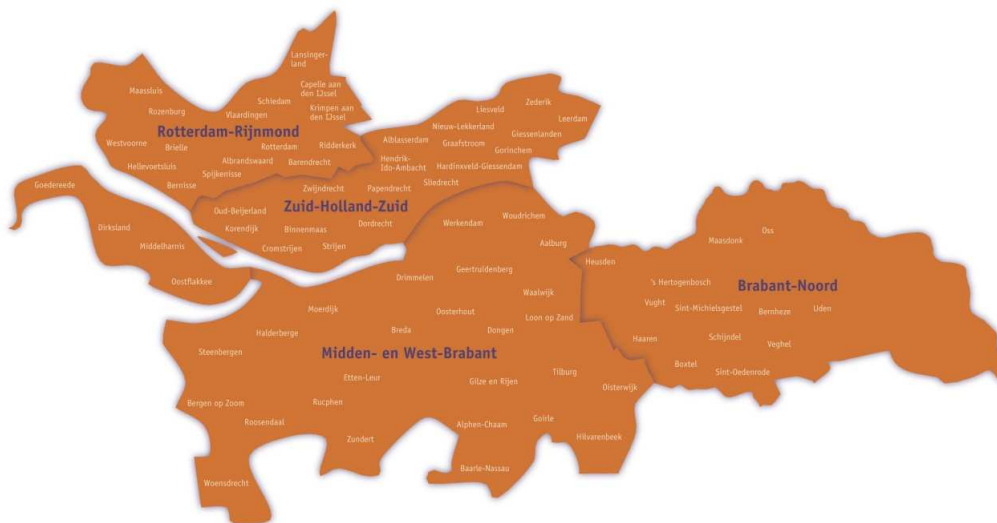 Lansinger-
land
Maassluis
Capelle aan
den IJssel
Schiedam
Rozenburg
Vlaardingen
Krimpen aan
den IJssel
Rotterdam-Rijnmond
Westvoorne
Brielle
Rotterdam
Ridderkerk
Hellevoetsluis
Albrandswaard
Barendrecht
Spijkenisse
Bernisse
Goedereede
Dirksland
Middelharnis
Oostflakkee
Liesveld
Zederik
Leerdam
Nieuw-Lekkerland
Giessenlanden
Alblasserdam
Graafstroom
Gorinchem
Hendrik-
Ido-Ambacht
Hardinxveld-Giessendam
Sliedrecht
Zwijndrecht
Papendrecht
Zuid-Holland-Zuid
Oud-Beijerland
Korendijk
Binnenmaas
Dordrecht
Cromstrijen
Strijen
Werkendam
Woudrichem
Aalburg
Drimmelen
Geertruidenberg
Waalwijk
Moerdijk
Oosterhout
Loon op Zand
Halderberge
Breda
Dongen
Steenbergen
Midden- en West-Brabant
Etten-Leur
Gilze en Rijen
Tilburg
Oisterwijk
Bergen op Zoom
Rucphen
Roosendaal
Alphen-Chaam
Goirle
Zundert
Hilvarenbeek
Baarle-Nassau
Woensdrecht
Maasdonk
Oss
Heusden
's Hertogenbosch
Brabant-Noord
Vught
Sint-Michielsgestel
Bernheze
Uden
Haaren
Schijndel
Veghel
Boxtel
Sint-Oedenrode